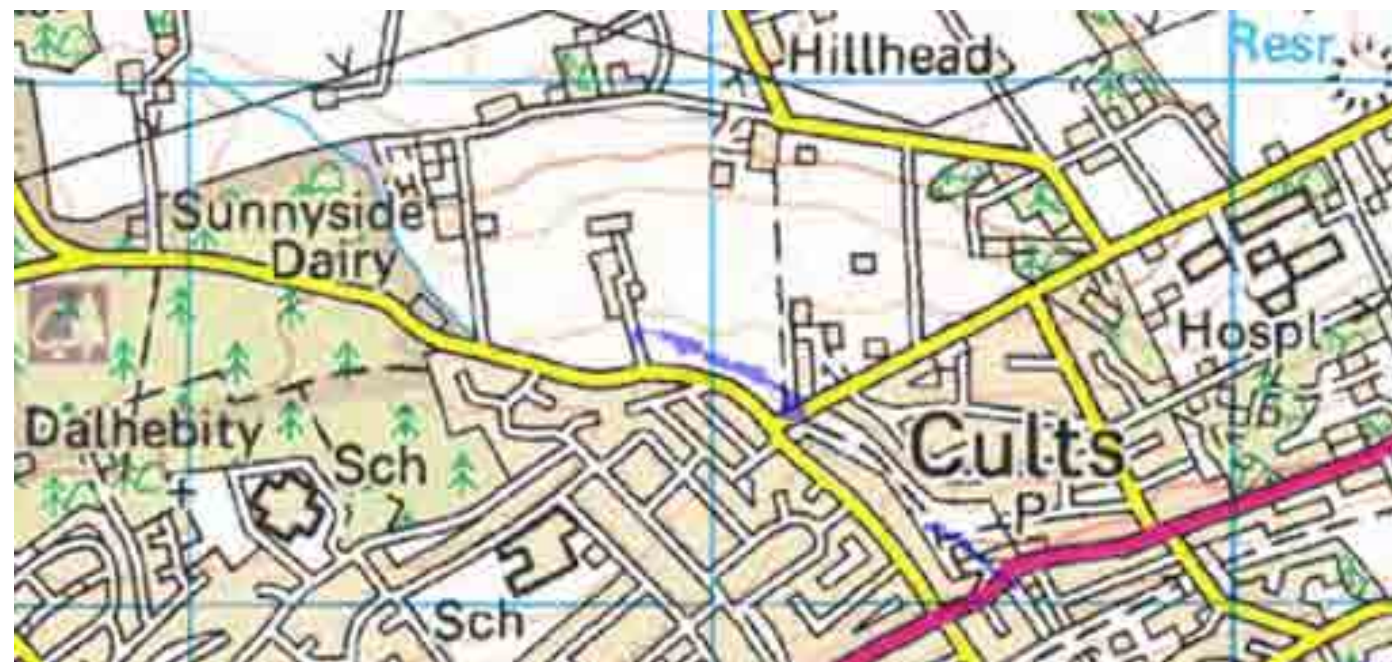 Hillhead
Resr
Sunnyside
Dairy
Hospl
Dalhebity
Sch
Cults
P
Sch